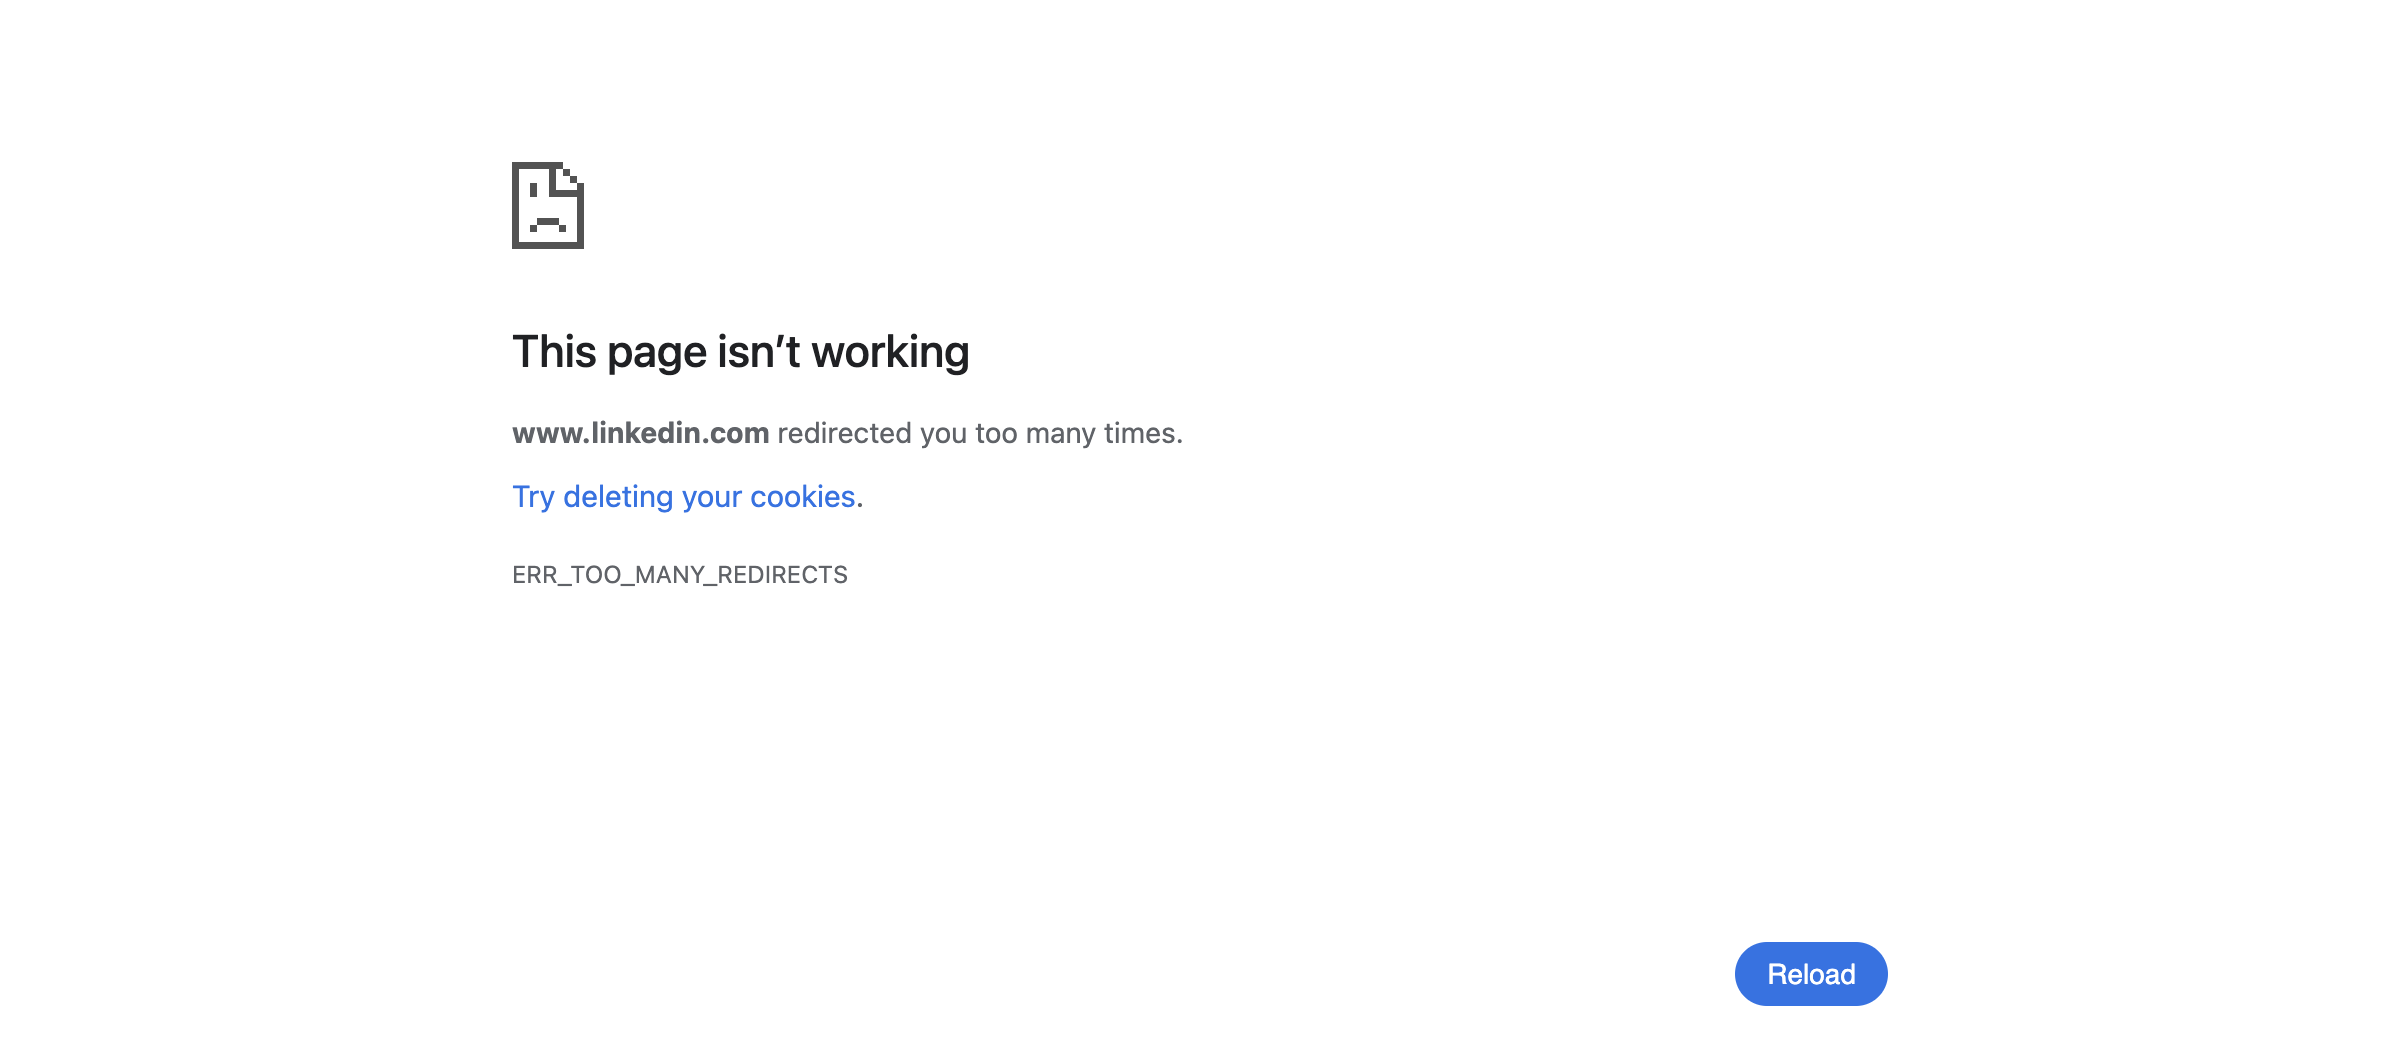 This page isn’t working
www.linkedin.com redirected you too many times.
Try deleting your cookies.
ERR_TOO_MANY_REDIRECTS
Reload